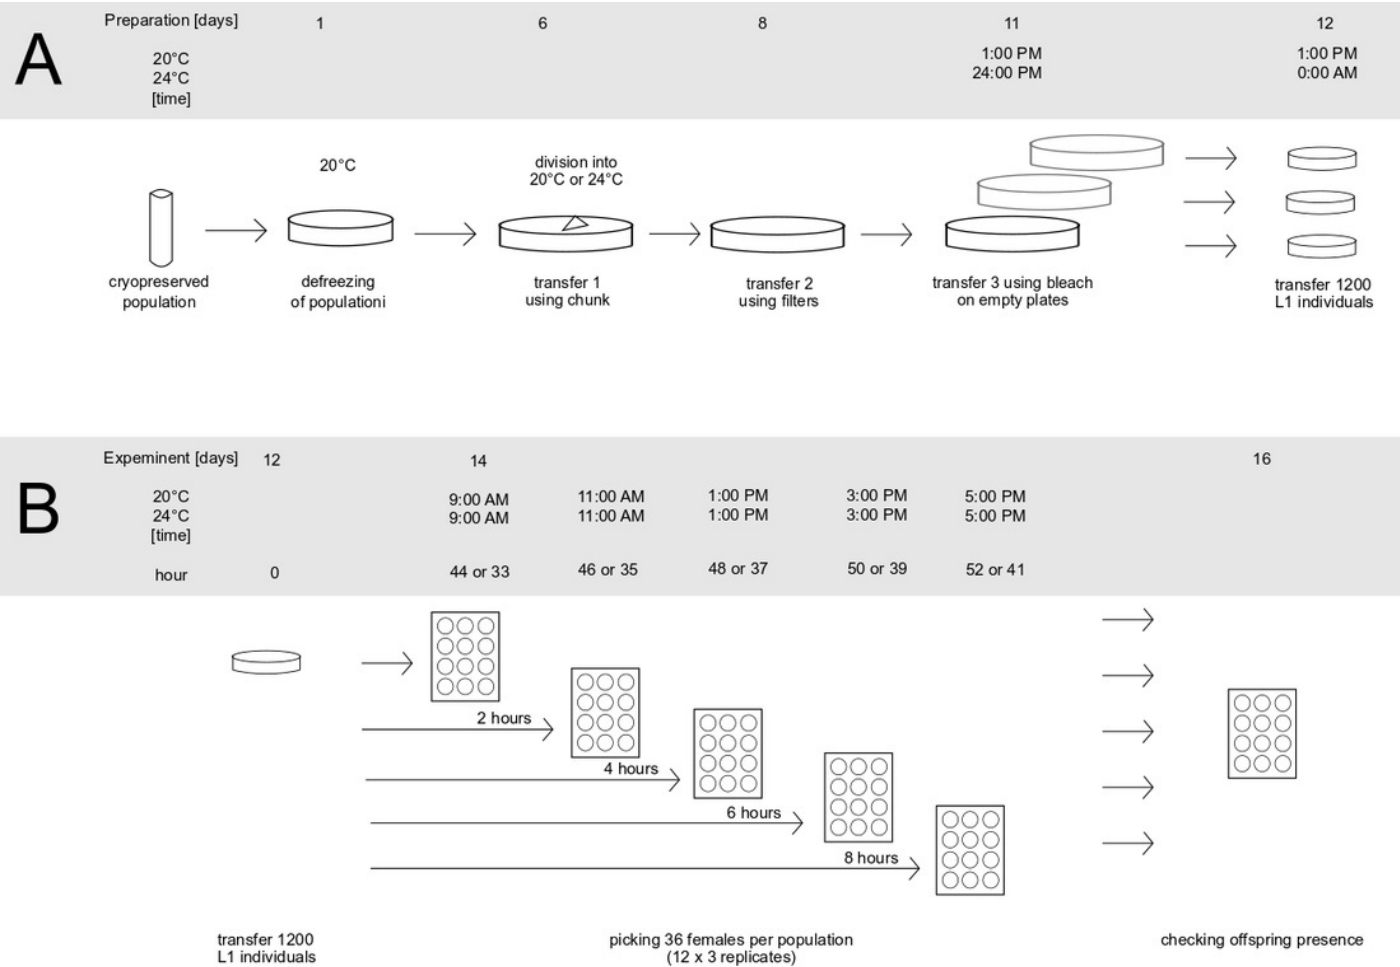 A
Preparation [days] 1 6 8 11 12
20°C 1:00 PM 1:00 PM
24°C 24:00 PM 0:00 AM
[time]
20°C
division into
20°C or 24°C
cryopreserved
population
defreezing
of populationi
transfer 1
using chunk
transfer 2
using filters
transfer 3 using bleach
on empty plates
transfer 1200
L1 individuals
B
Expeminent [days] 12 14 16
20°C 9:00 AM 11:00 AM 1:00 PM 3:00 PM 5:00 PM
24°C 9:00 AM 11:00 AM 1:00 PM 3:00 PM 5:00 PM
[time]
hour 0 44 or 33 46 or 35 48 or 37 50 or 39 52 or 41
2 hours
4 hours
6 hours
8 hours
transfer 1200
L1 individuals
picking 36 females per population
(12 x 3 replicates)
checking offspring presence